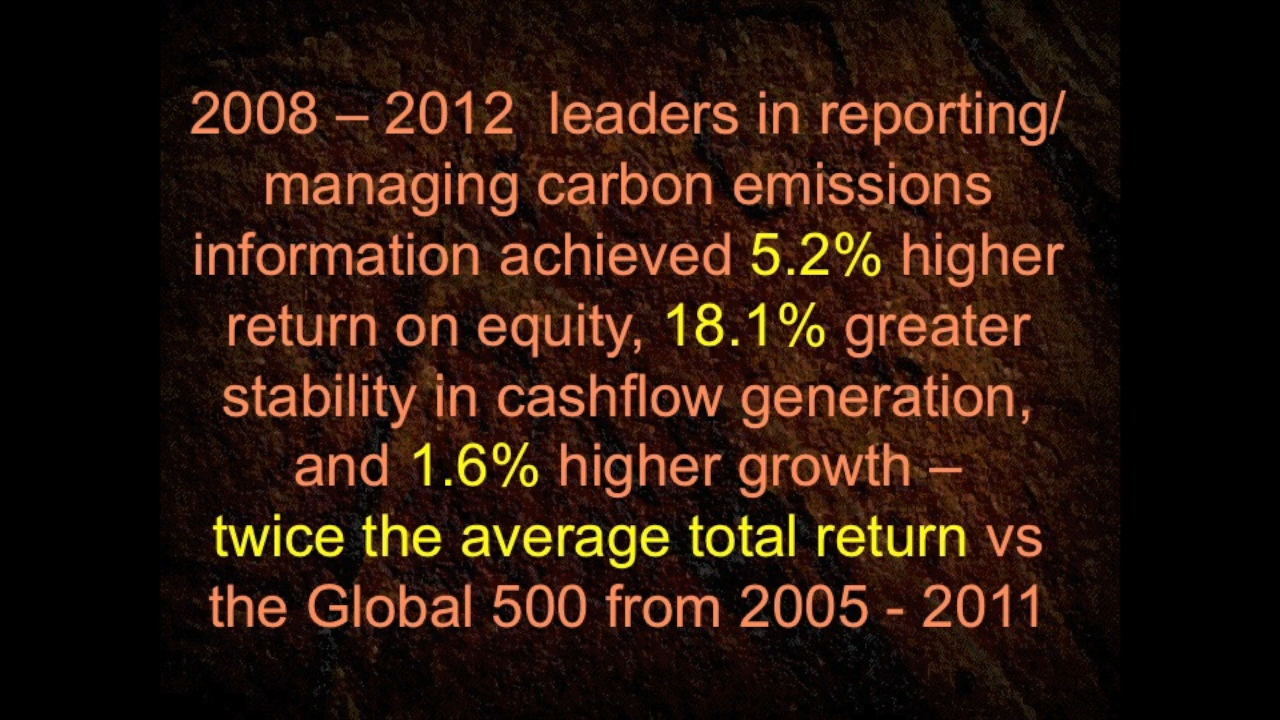 2008 – 2012  leaders in reporting/
managing carbon emissions
information achieved 5.2% higher
return on equity, 18.1% greater
stability in cashflow generation,
and 1.6% higher growth –
twice the average total return vs
the Global 500 from 2005 - 2011